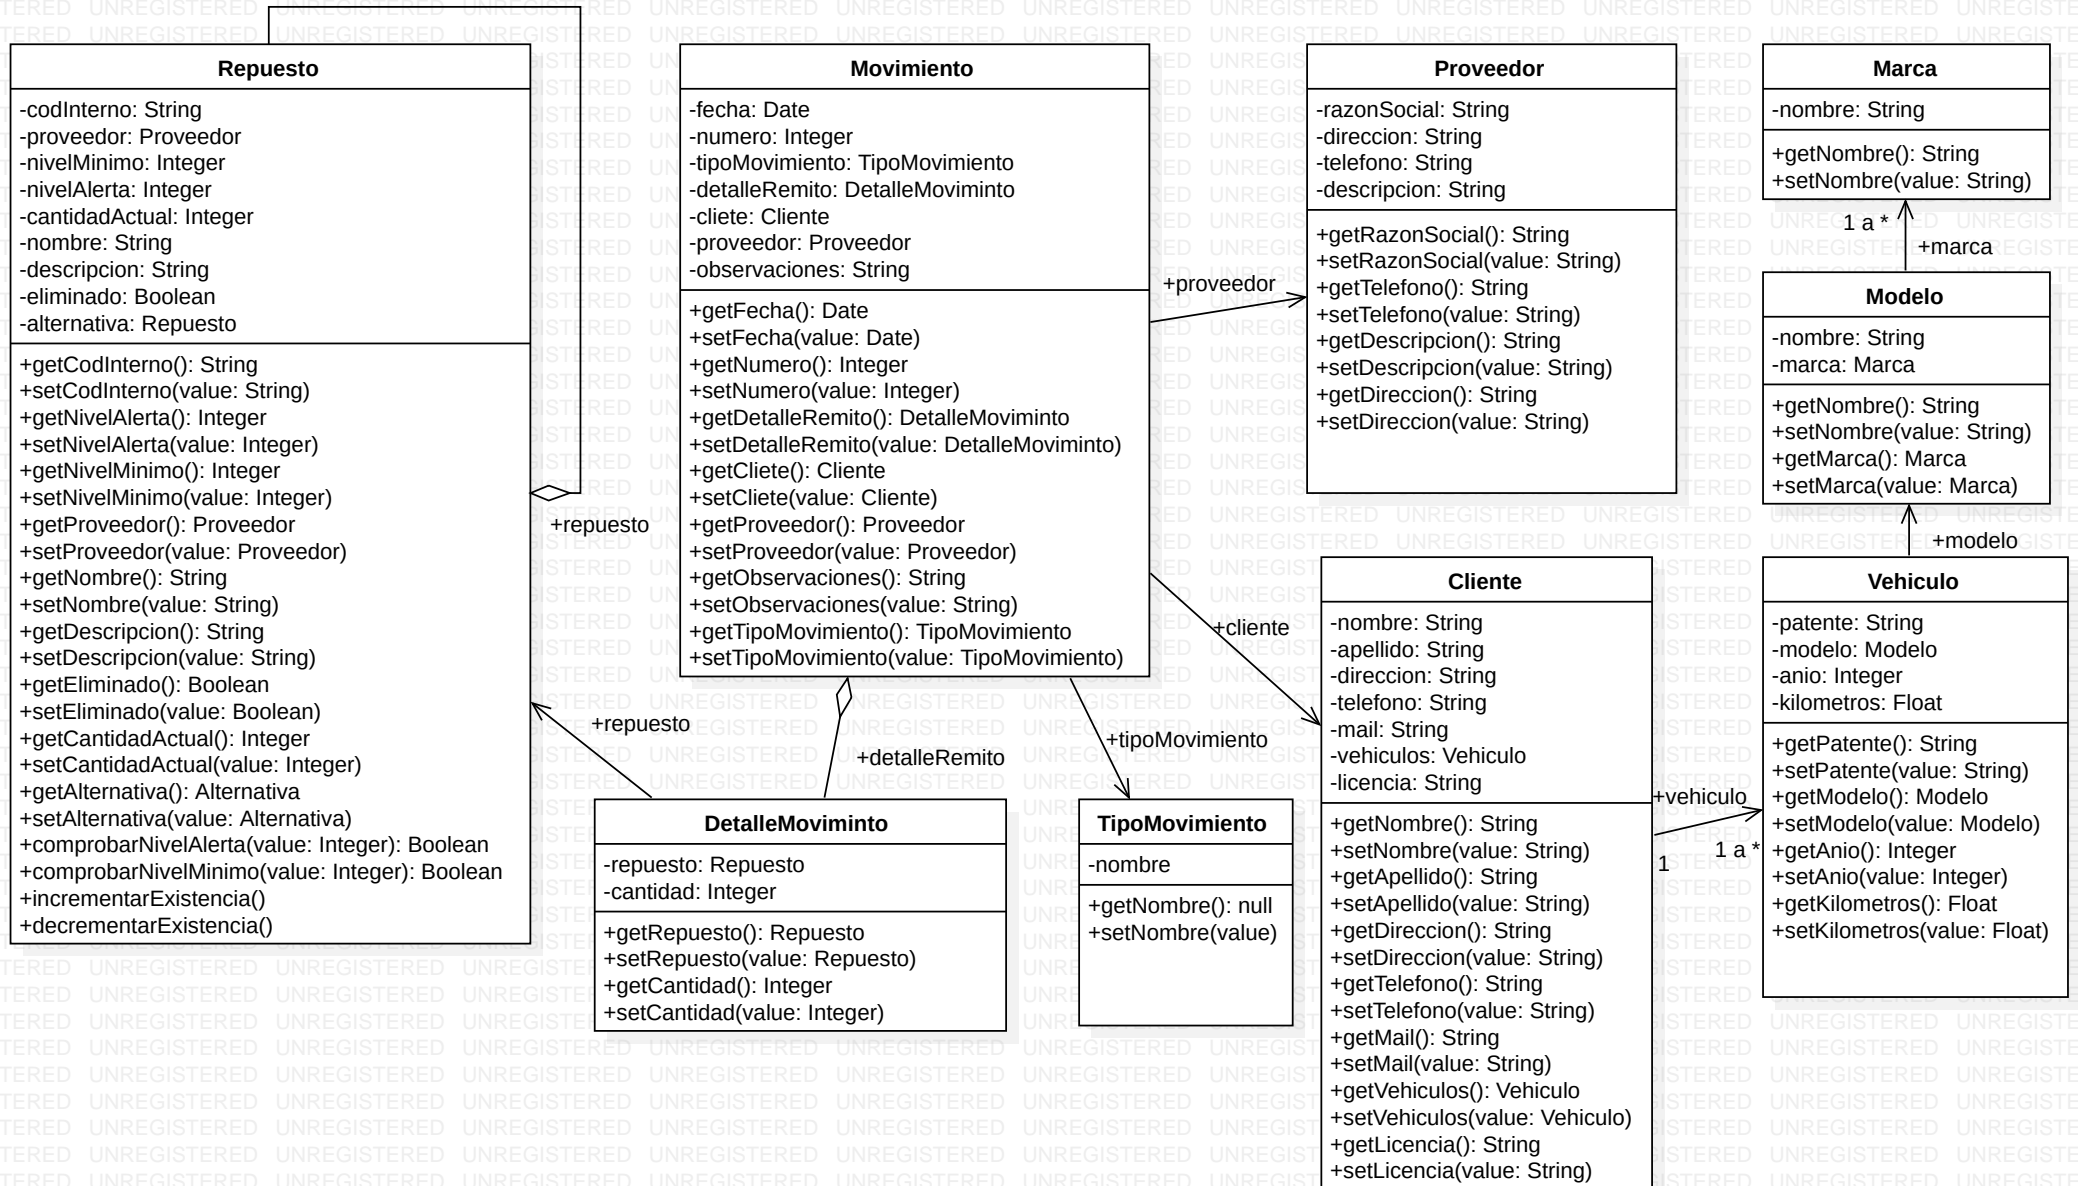 Repuesto
-codInterno: String
-proveedor: Proveedor
-nivelMinimo: Integer
-nivelAlerta: Integer
-cantidadActual: Integer
-nombre: String
-descripcion: String
-eliminado: Boolean
-alternativa: Repuesto
+getCodInterno(): String
+setCodInterno(value: String)
+getNivelAlerta(): Integer
+setNivelAlerta(value: Integer)
+getNivelMinimo(): Integer
+setNivelMinimo(value: Integer)
+getProveedor(): Proveedor
+setProveedor(value: Proveedor)
+getNombre(): String
+setNombre(value: String)
+getDescripcion(): String
+setDescripcion(value: String)
+getEliminado(): Boolean
+setEliminado(value: Boolean)
+getCantidadActual(): Integer
+setCantidadActual(value: Integer)
+getAlternativa(): Alternativa
+setAlternativa(value: Alternativa)
+comprobarNivelAlerta(value: Integer): Boolean
+comprobarNivelMinimo(value: Integer): Boolean
+incrementarExistencia()
+decrementarExistencia()
+repuesto
Movimiento
-fecha: Date
-numero: Integer
-tipoMovimiento: TipoMovimiento
-detalleRemito: DetalleMoviminto
-cliete: Cliente
-proveedor: Proveedor
-observaciones: String
+getFecha(): Date
+setFecha(value: Date)
+getNumero(): Integer
+setNumero(value: Integer)
+getDetalleRemito(): DetalleMoviminto
+setDetalleRemito(value: DetalleMoviminto)
+getCliete(): Cliente
+setCliete(value: Cliente)
+getProveedor(): Proveedor
+setProveedor(value: Proveedor)
+getObservaciones(): String
+setObservaciones(value: String)
+getTipoMovimiento(): TipoMovimiento
+setTipoMovimiento(value: TipoMovimiento)
+repuesto
+detalleRemito
+tipoMovimiento
+cliente
+proveedor
DetalleMoviminto
-repuesto: Repuesto
-cantidad: Integer
+getRepuesto(): Repuesto
+setRepuesto(value: Repuesto)
+getCantidad(): Integer
+setCantidad(value: Integer)
TipoMovimiento
-nombre
+getNombre(): null
+setNombre(value)
Proveedor
-razonSocial: String
-direccion: String
-telefono: String
-descripcion: String
+getRazonSocial(): String
+setRazonSocial(value: String)
+getTelefono(): String
+setTelefono(value: String)
+getDescripcion(): String
+setDescripcion(value: String)
+getDireccion(): String
+setDireccion(value: String)
Cliente
-nombre: String
-apellido: String
-direccion: String
-telefono: String
-mail: String
-vehiculos: Vehiculo
-licencia: String
+getNombre(): String
+setNombre(value: String)
+getApellido(): String
+setApellido(value: String)
+getDireccion(): String
+setDireccion(value: String)
+getTelefono(): String
+setTelefono(value: String)
+getMail(): String
+setMail(value: String)
+getVehiculos(): Vehiculo
+setVehiculos(value: Vehiculo)
+getLicencia(): String
+setLicencia(value: String)
+vehiculo
1
1 a *
Marca
-nombre: String
+getNombre(): String
+setNombre(value: String)
1 a *
+marca
Modelo
-nombre: String
-marca: Marca
+getNombre(): String
+setNombre(value: String)
+getMarca(): Marca
+setMarca(value: Marca)
+modelo
Vehiculo
-patente: String
-modelo: Modelo
-anio: Integer
-kilometros: Float
+getPatente(): String
+setPatente(value: String)
+getModelo(): Modelo
+setModelo(value: Modelo)
+getAnio(): Integer
+setAnio(value: Integer)
+getKilometros(): Float
+setKilometros(value: Float)
UNREGISTERED